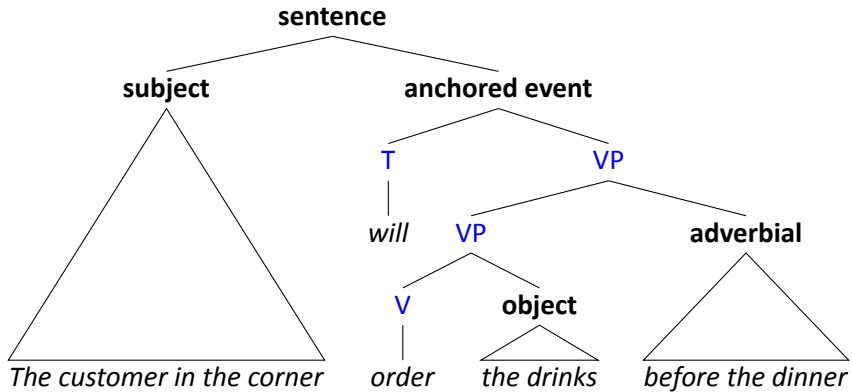 sentence
subject anchored event
T VP
will VP adverbial
V object
The customer in the corner order the drinks before the dinner